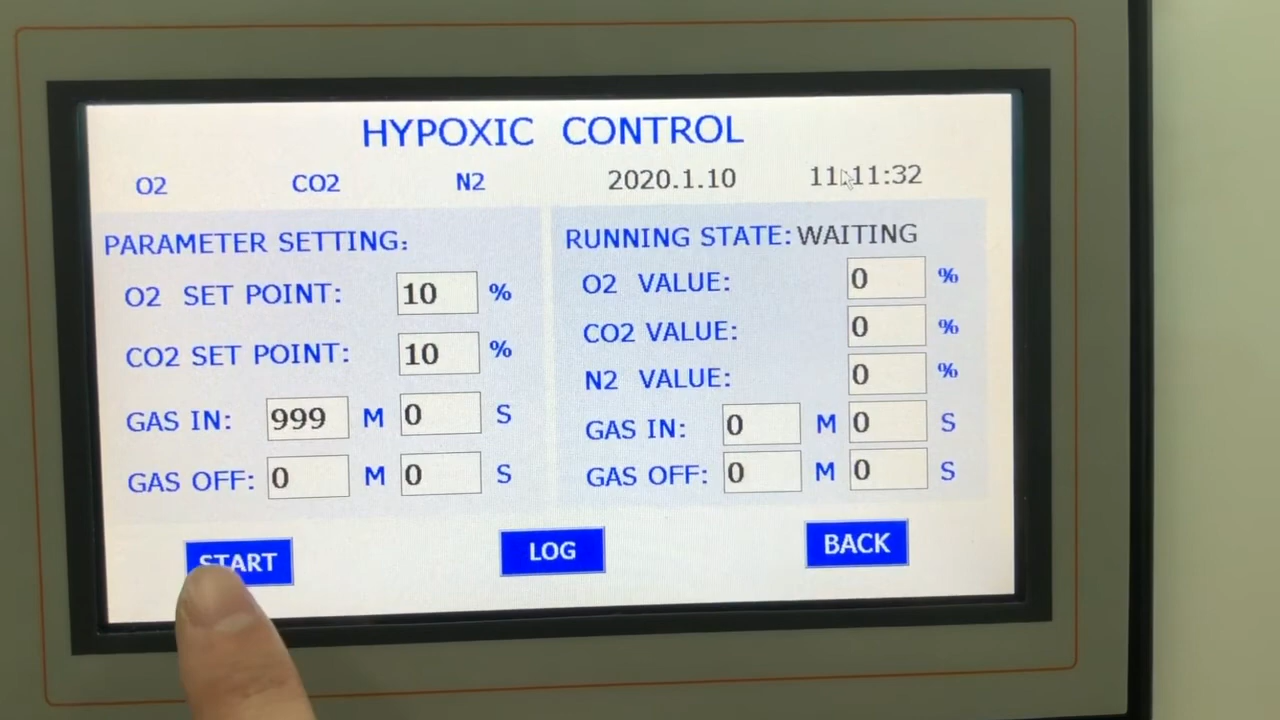 HYPOXIC CONTROL
O2 CO2 N2 2020.1.10 11:11:32
PARAMETER SETTING:
O2 SET POINT: 10 %
CO2 SET POINT: 10 %
GAS IN: 999 M 0 S
GAS OFF: 0 M 0 S
RUNNING STATE: WAITING
O2 VALUE: 0 %
CO2 VALUE: 0 %
N2 VALUE: 0 %
GAS IN: 0 M 0 S
GAS OFF: 0 M 0 S
START LOG BACK